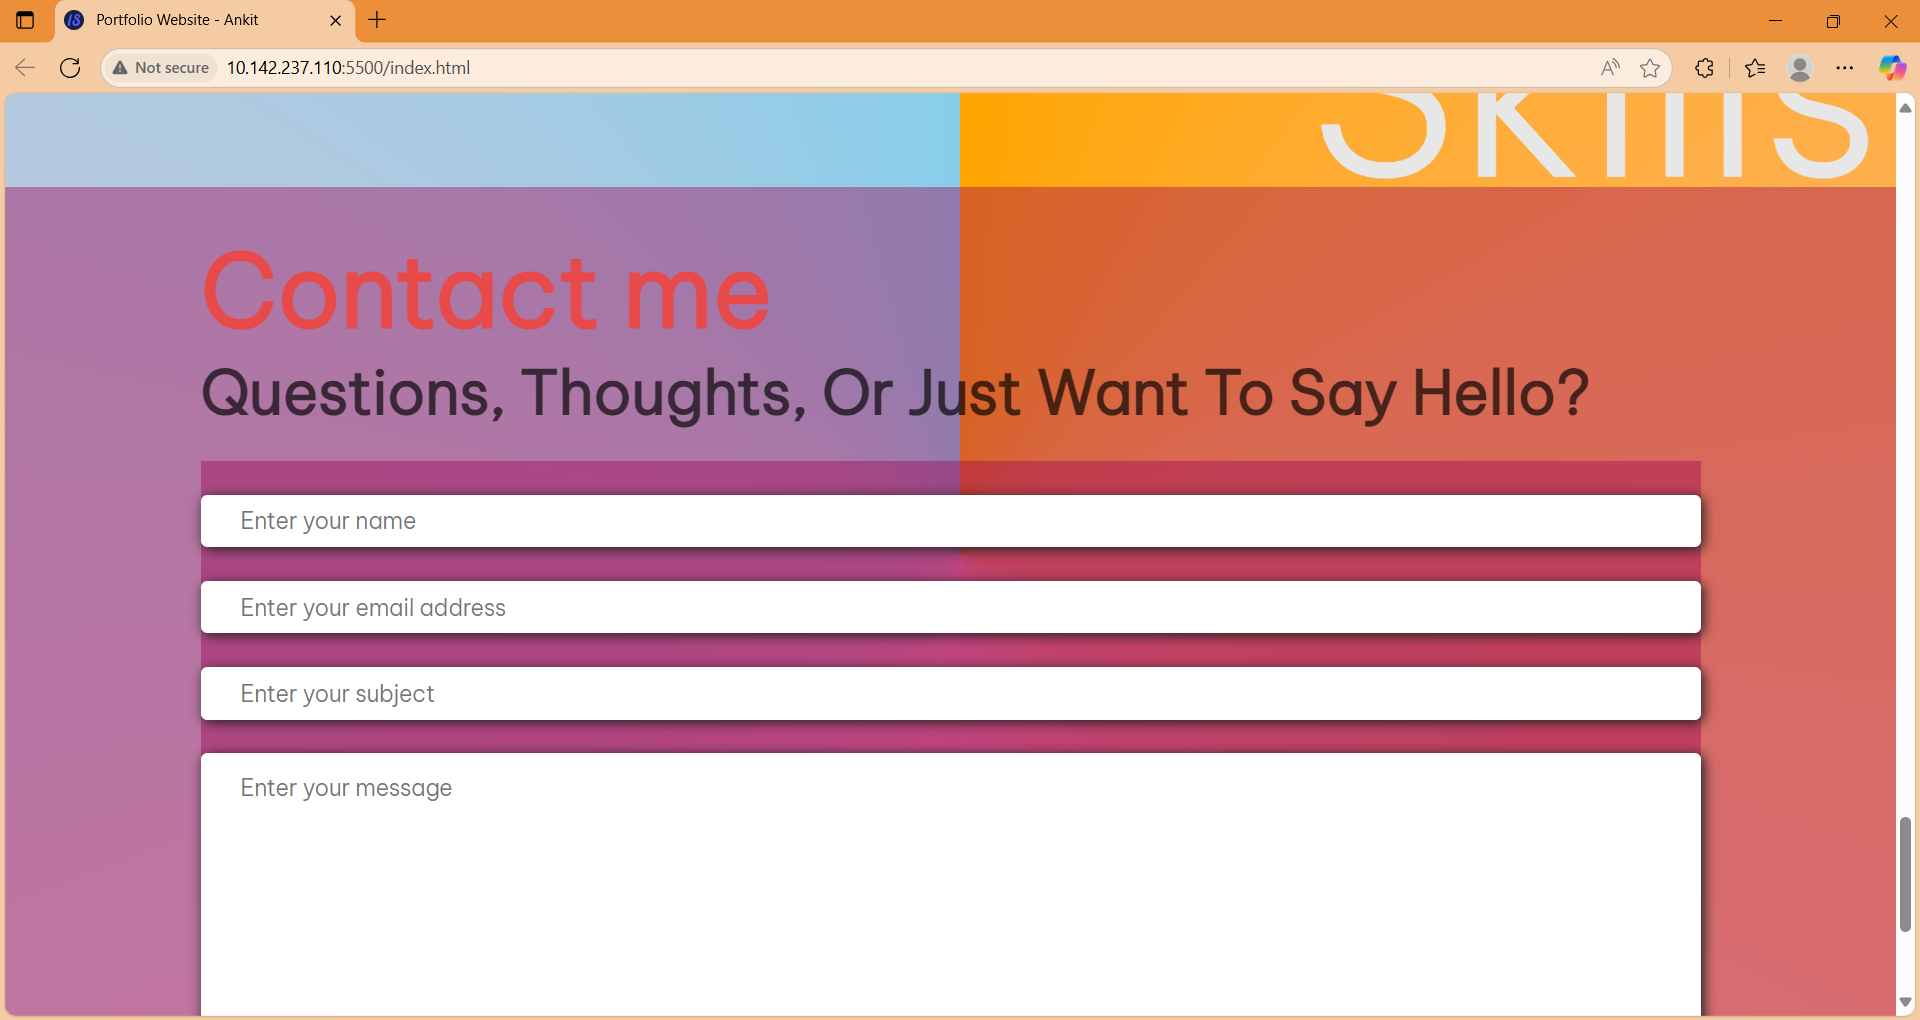 Portfolio Website - Ankit
Not secure 10.142.237.110:5500/index.html
Skills
Contact me
Questions, Thoughts, Or Just Want To Say Hello?
Enter your name
Enter your email address
Enter your subject
Enter your message